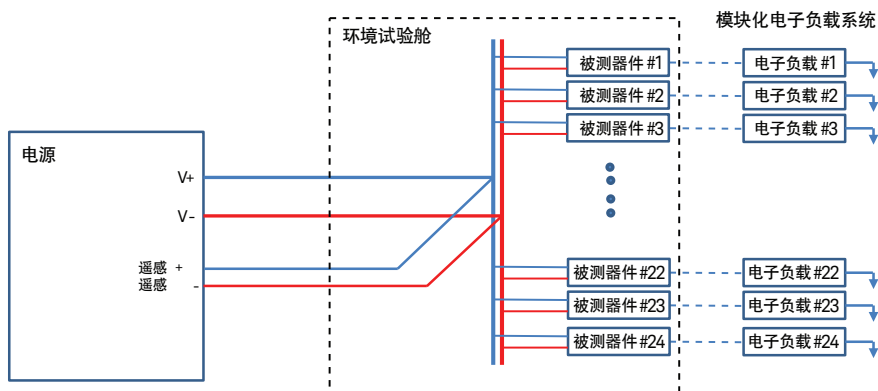 模块化电子负载系统
环境试验舱
被测器件 #1
电子负载 #1
被测器件 #2
电子负载 #2
被测器件 #3
电子负载 #3
电源
V+
V-
遥感 +
遥感 -
被测器件 #22
电子负载 #22
被测器件 #23
电子负载 #23
被测器件 #24
电子负载 #24